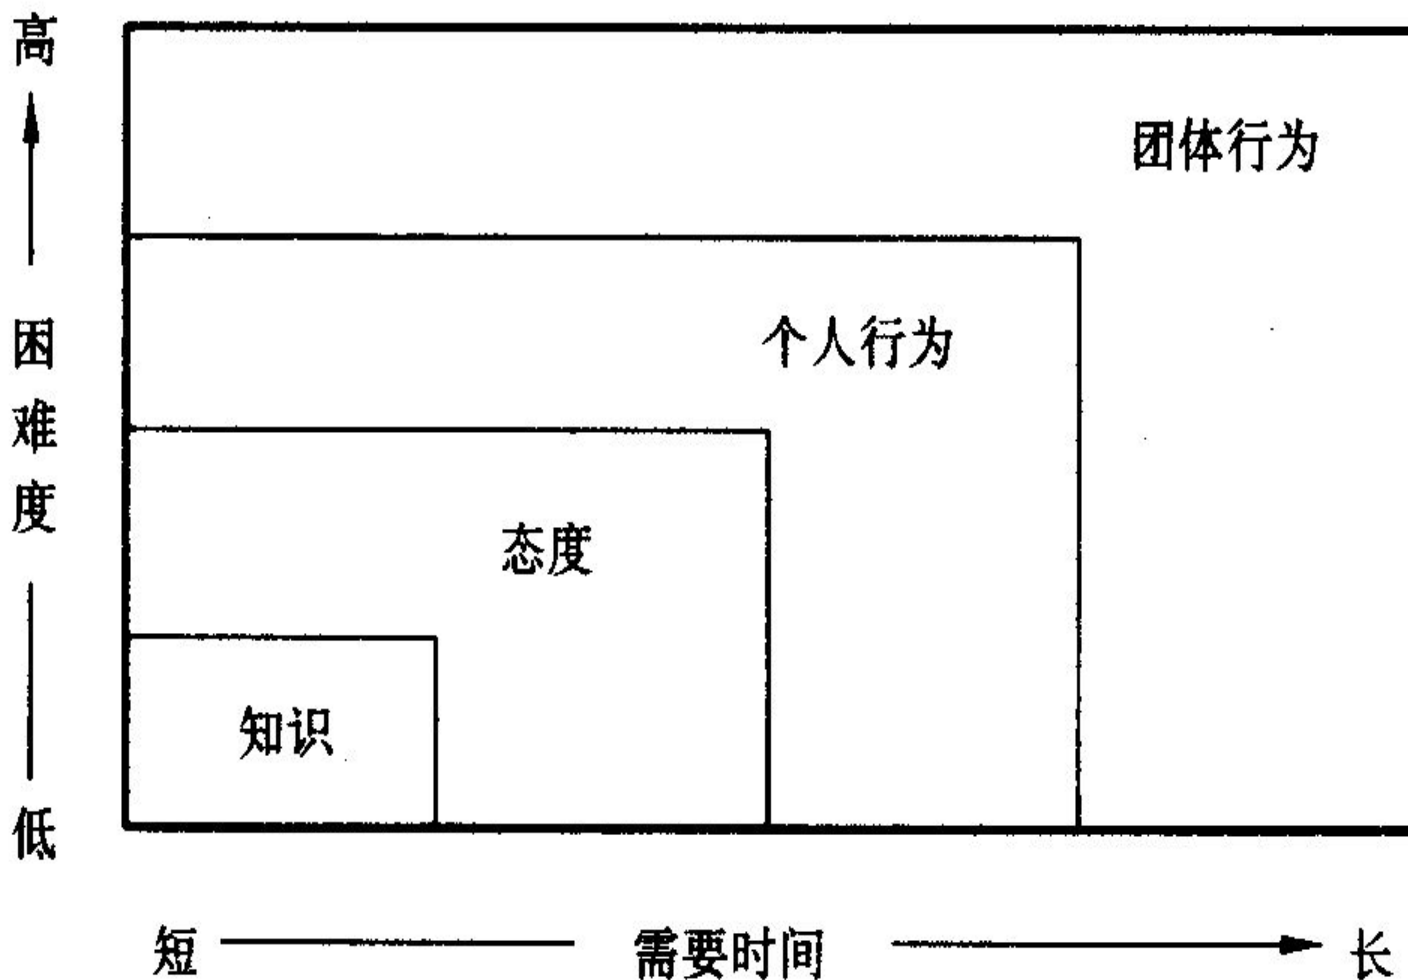 高
团体行为
个人行为
困难度
态度
知识
低
短 需要时间 长